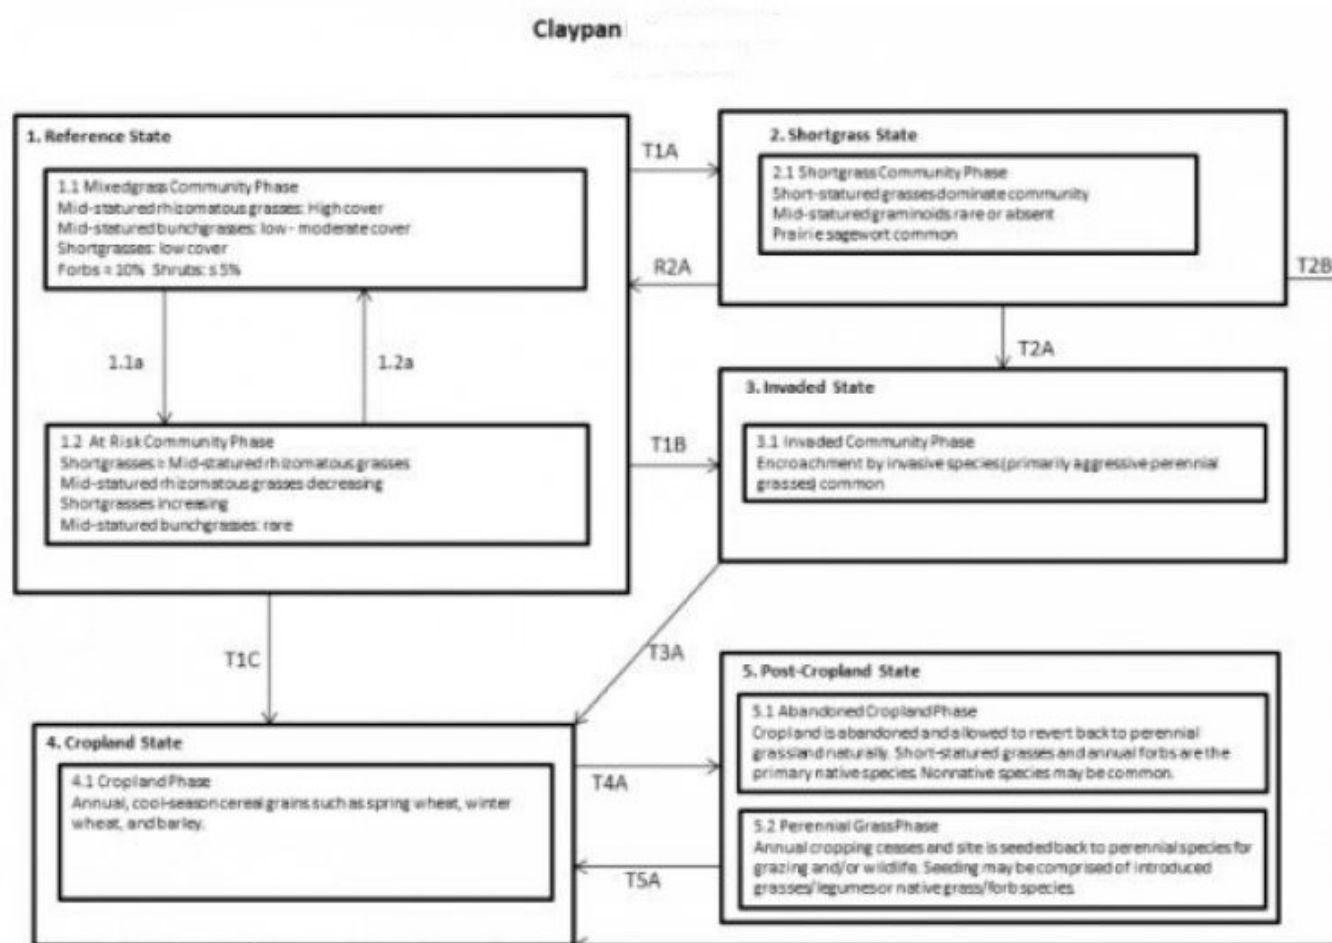 Claypan
1. Reference State
1.1 Mixedgrass Community Phase
Mid-statured rhizomatous grasses: High cover
Mid-statured bunchgrasses: low - moderate cover
Shortgrasses: low cover
Forbs ≈ 10% Shrubs: ≤ 5%
1.1a
1.2a
1.2 At Risk Community Phase
Shortgrasses ≥ Mid-statured rhizomatous grasses
Mid-statured rhizomatous grasses decreasing
Shortgrasses increasing
Mid-statured bunchgrasses: rare
T1A
R2A
T1B
T1C
2. Shortgrass State
2.1 Shortgrass Community Phase
Short-statured grasses dominate community
Mid-statured graminoids rare or absent
Prairie sagewort common
T2B
T2A
3. Invaded State
3.1 Invaded Community Phase
Encroachment by invasive species (primarily aggressive perennial
grasses) common
T3A
4. Cropland State
4.1 Cropland Phase
Annual, cool-season cereal grains such as spring wheat, winter
wheat, and barley.
T4A
T5A
5. Post-Cropland State
5.1 Abandoned Cropland Phase
Cropland is abandoned and allowed to revert back to perennial
grassland naturally. Short-statured grasses and annual forbs are the
primary native species. Nonnative species may be common.
5.2 Perennial Grass Phase
Annual cropping ceases and site is seeded back to perennial species for
grazing and/or wildlife. Seeding may be comprised of introduced
grasses/legumes or native grass/forb species